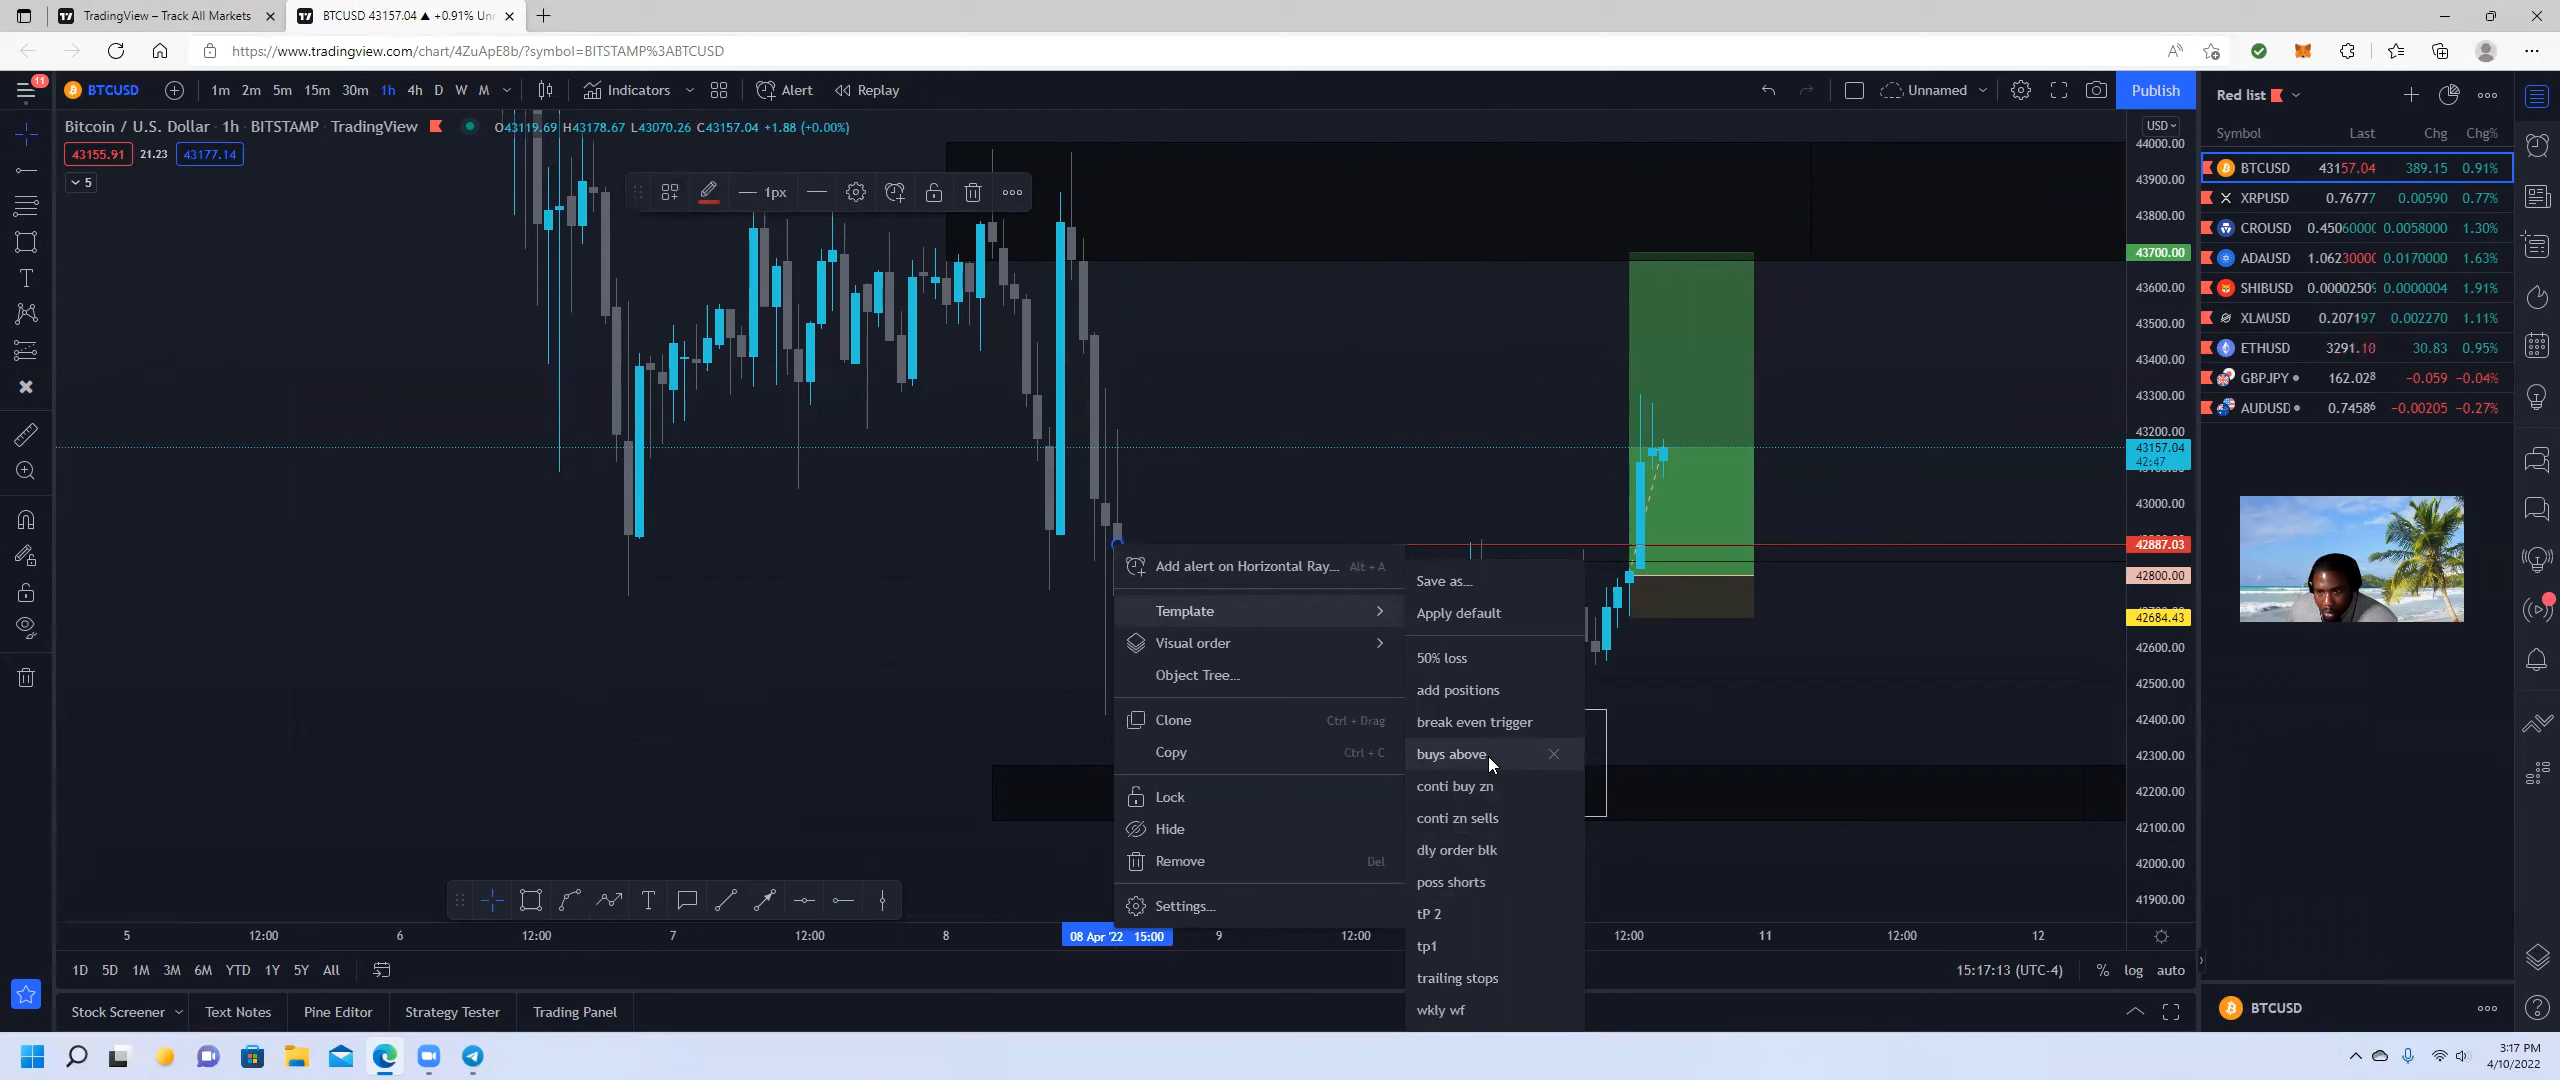 TradingView – Track All Markets
BTCUSD 43157.04 ▲ +0.91% Un
https://www.tradingview.com/chart/4ZuApE8b/?symbol=BITSTAMP%3ABTCUSD
11
BTCUSD
1m 2m 5m 15m 30m 1h 4h D W M
Indicators
Alert
Replay
Unnamed
Publish
Red list
Bitcoin / U.S. Dollar · 1h · BITSTAMP · TradingView
O43119.69 H43178.67 L43070.26 C43157.04 +1.88 (+0.00%)
43155.91 21.23 43177.14
5
1px
USD
44000.00
43900.00
43800.00
43700.00
43600.00
43500.00
43400.00
43300.00
43200.00
43157.04
42:47
43000.00
42887.03
42800.00
42684.43
42600.00
42500.00
42400.00
42300.00
42200.00
42100.00
42000.00
41900.00
Symbol Last Chg Chg%
BTCUSD 43157.04 389.15 0.91%
XRPUSD 0.76777 0.00590 0.77%
CROUSD 0.4506000 0.0058000 1.30%
ADAUSD 1.0623000 0.0170000 1.63%
SHIBUSD 0.0000250 0.0000004 1.91%
XLMUSD 0.207197 0.002270 1.11%
ETHUSD 3291.18 30.83 0.95%
GBPJPY 162.028 −0.059 −0.04%
AUDUSD 0.74586 −0.00205 −0.27%
Add alert on Horizontal Ray... Alt + A
Template
Visual order
Object Tree...
Clone Ctrl + Drag
Copy Ctrl + C
Lock
Hide
Remove Del
Settings...
Save as...
Apply default
50% loss
add positions
break even trigger
buys above
conti buy zn
conti zn sells
dly order blk
poss shorts
tP 2
tp1
trailing stops
wkly wf
5 12:00 6 12:00 7 12:00 8 08 Apr '22 15:00 9 12:00 12:00 11 12:00 12
1D 5D 1M 3M 6M YTD 1Y 5Y All
15:17:13 (UTC-4) % log auto
Stock Screener Text Notes Pine Editor Strategy Tester Trading Panel
BTCUSD
3:17 PM
4/10/2022